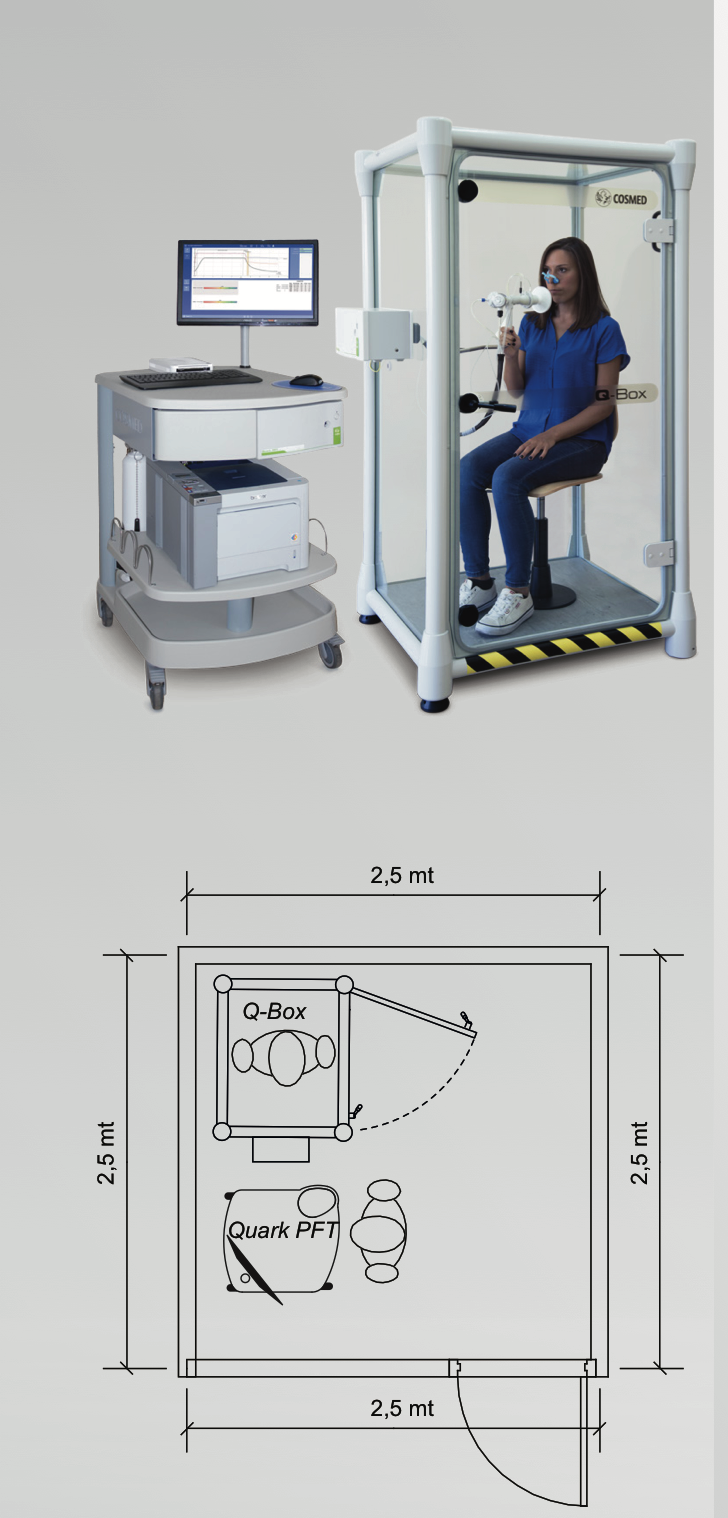 COSMED
Q-Box
2,5 mt
Q-Box
2,5 mt
2,5 mt
Quark PFT
2,5 mt